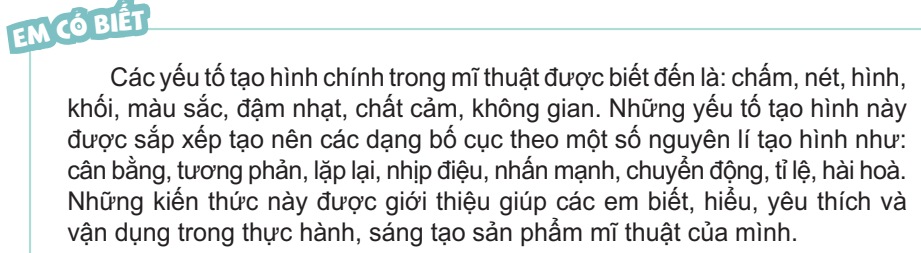 EM CÓ BIẾT
Các yếu tố tạo hình chính trong mĩ thuật được biết đến là: chấm, nét, hình,
khối, màu sắc, đậm nhạt, chất cảm, không gian. Những yếu tố tạo hình này
được sắp xếp tạo nên các dạng bố cục theo một số nguyên lí tạo hình như:
cân bằng, tương phản, lặp lại, nhịp điệu, nhấn mạnh, chuyển động, tỉ lệ, hài hoà.
Những kiến thức này được giới thiệu giúp các em biết, hiểu, yêu thích và
vận dụng trong thực hành, sáng tạo sản phẩm mĩ thuật của mình.